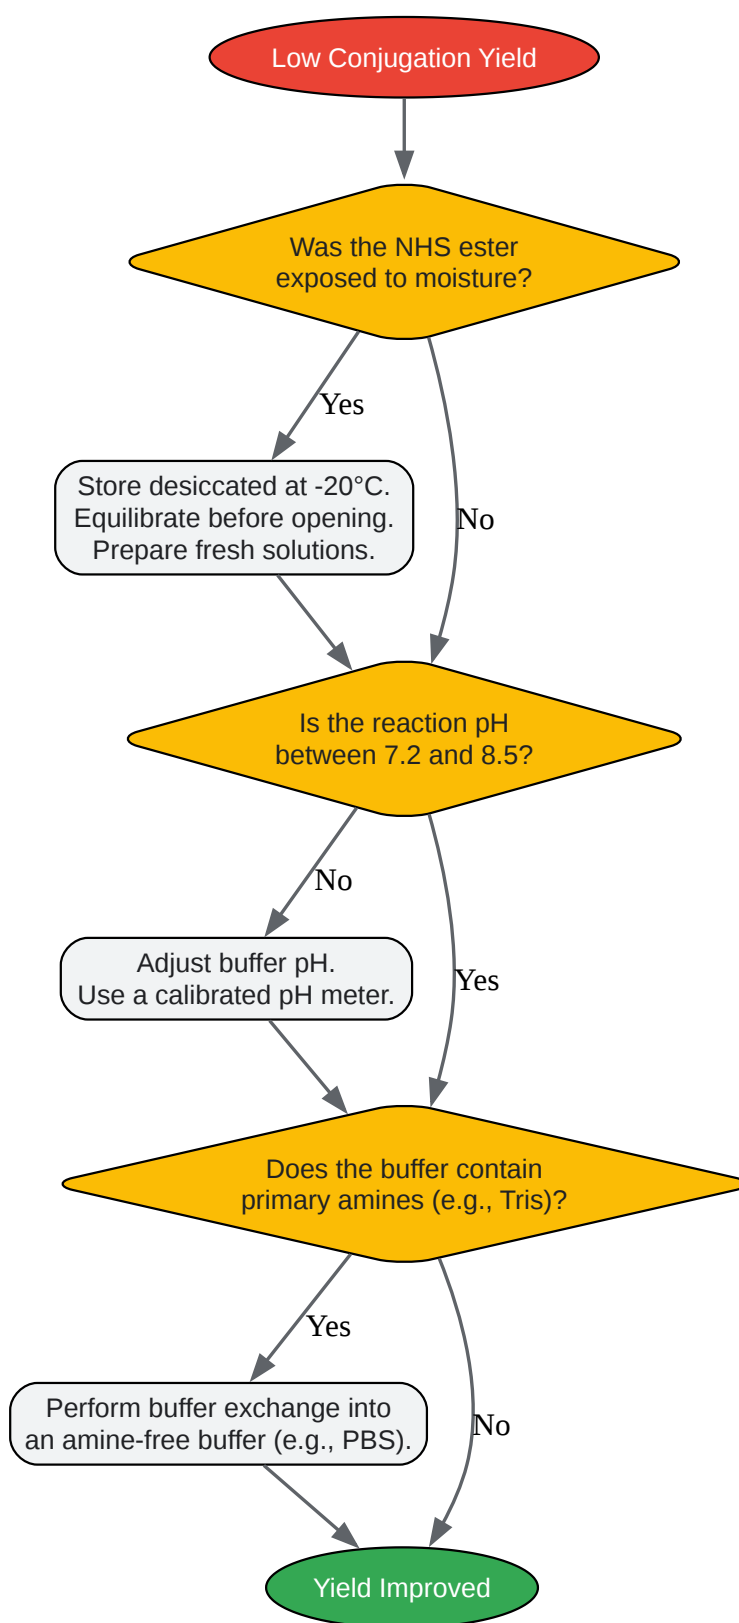 Low Conjugation Yield
Was the NHS ester
exposed to moisture?
Yes
Store desiccated at -20°C.
Equilibrate before opening.
Prepare fresh solutions.
No
Is the reaction pH
between 7.2 and 8.5?
No
Adjust buffer pH.
Use a calibrated pH meter.
Yes
Does the buffer contain
primary amines (e.g., Tris)?
Yes
Perform buffer exchange into
an amine-free buffer (e.g., PBS).
No
Yield Improved